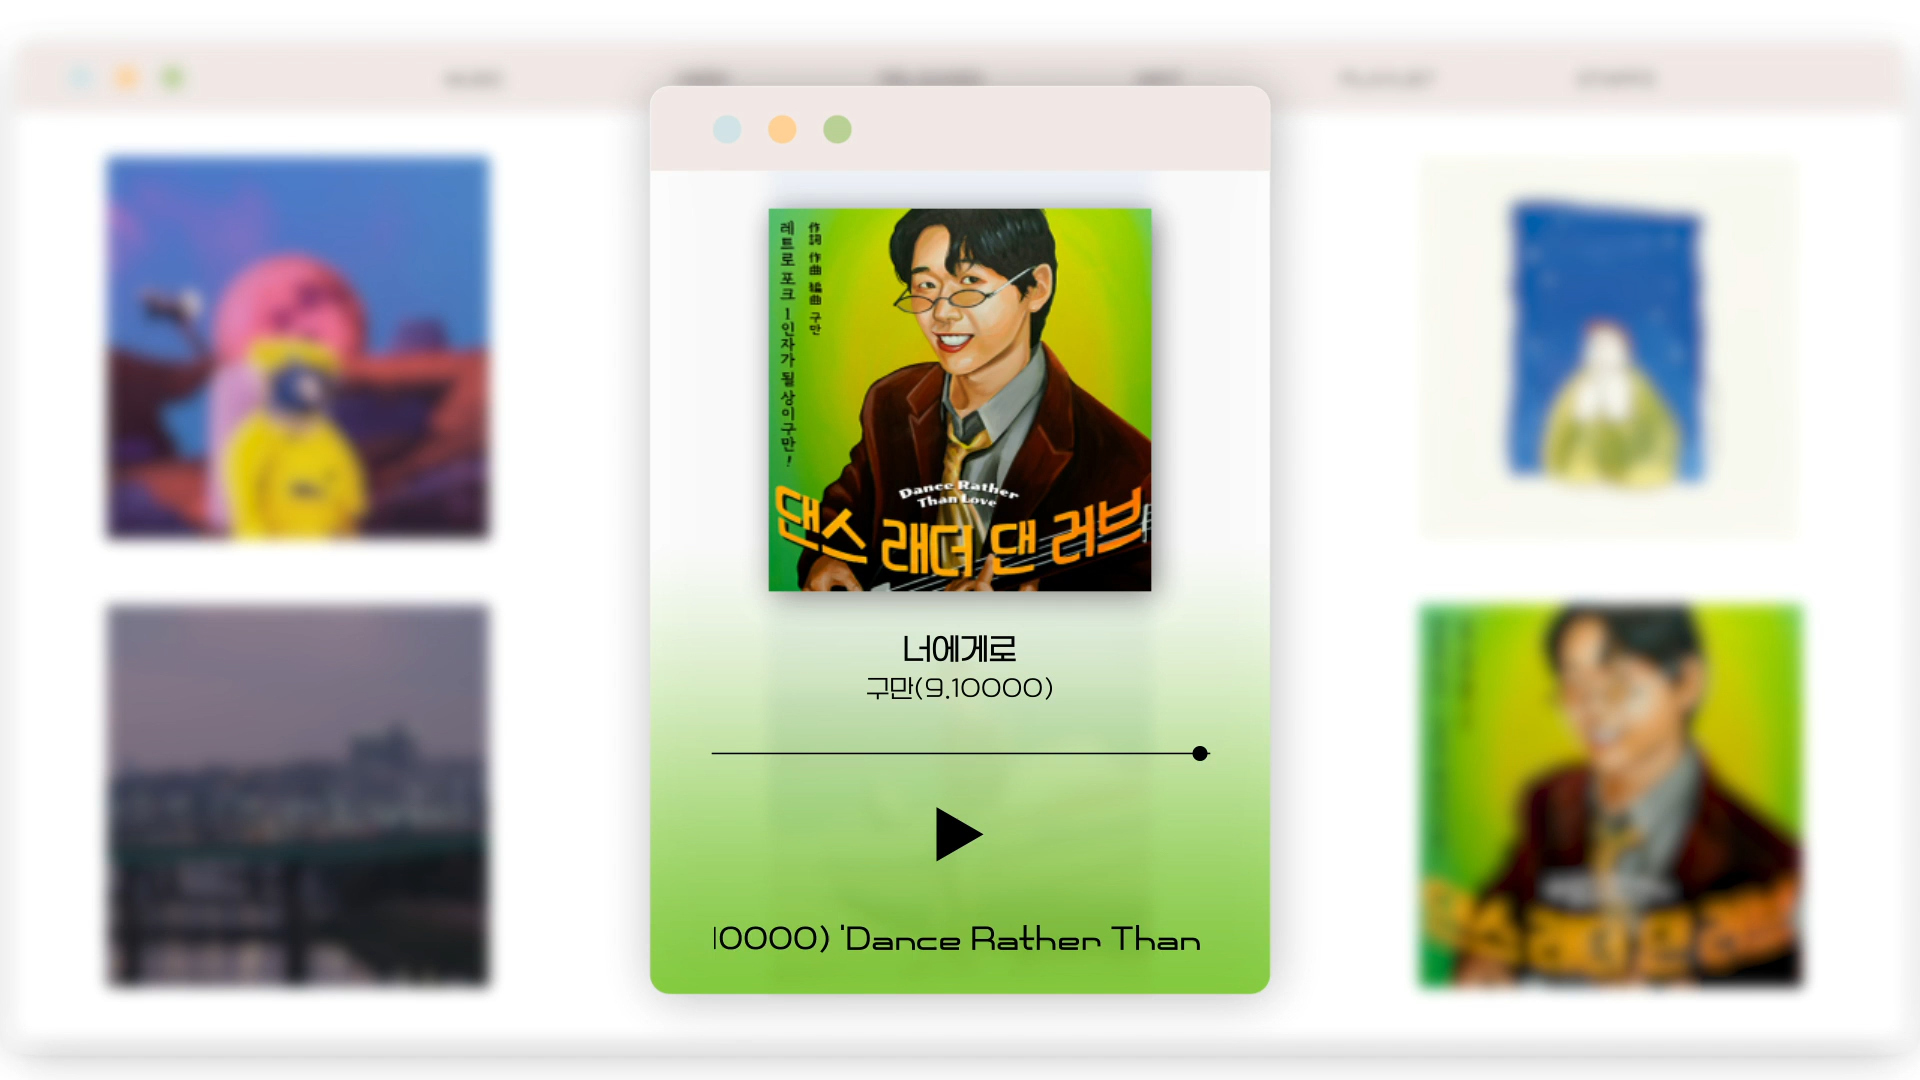 作詞 作曲 編曲 구만
레트로 포크 1인자가 될 상이구만!
Dance Rather
Than Love
댄스 래더 댄 러브
너에게로
구만(9.10000)
10000) 'Dance Rather Than